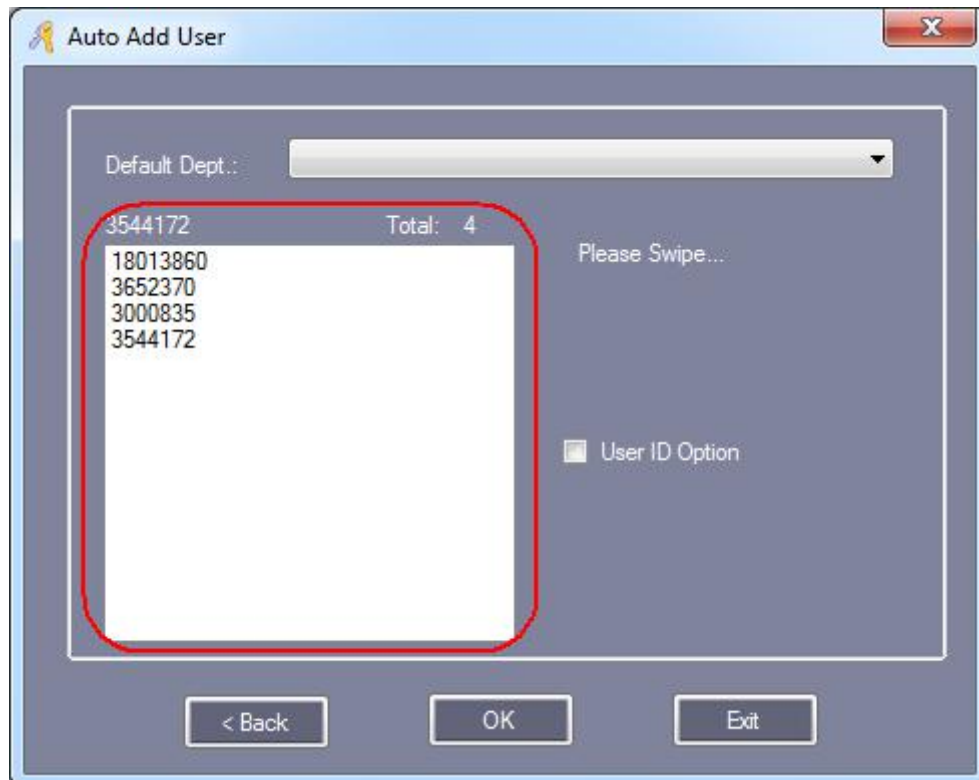 Auto Add User
X
Default Dept.:
3544172 Total: 4
18013860
3652370
3000835
3544172
Please Swipe...
User ID Option
< Back OK Exit